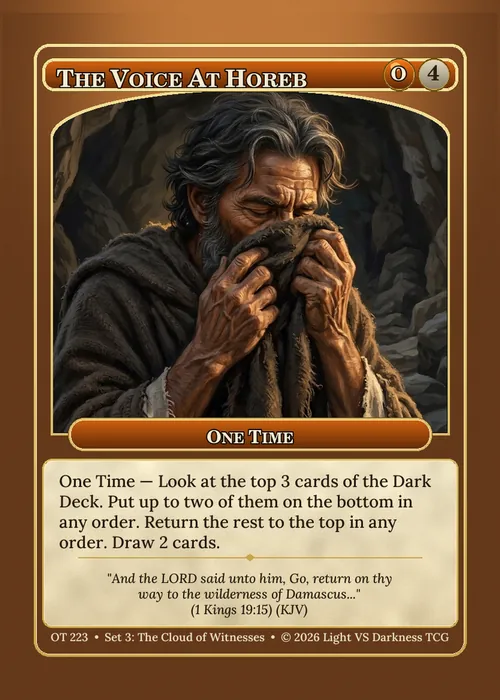 The Voice At Horeb O 4
One Time
One Time — Look at the top 3 cards of the Dark
Deck. Put up to two of them on the bottom in
any order. Return the rest to the top in any
order. Draw 2 cards.
"And the LORD said unto him, Go, return on thy
way to the wilderness of Damascus..."
(1 Kings 19:15) (KJV)
OT 223 • Set 3: The Cloud of Witnesses • © 2026 Light VS Darkness TCG